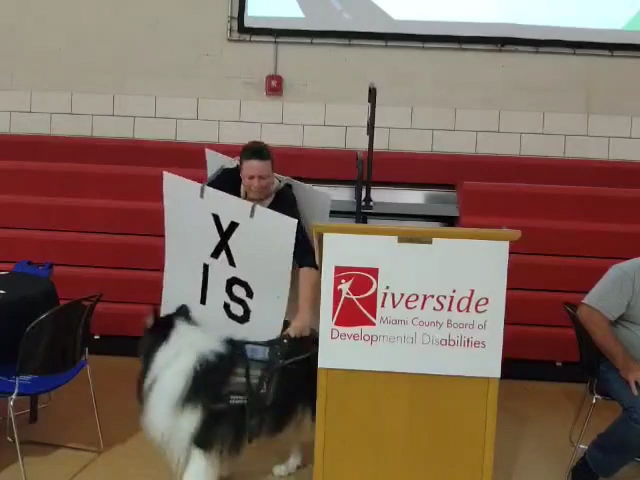 X
IS
Riverside
Miami County Board of
Developmental Disabilities